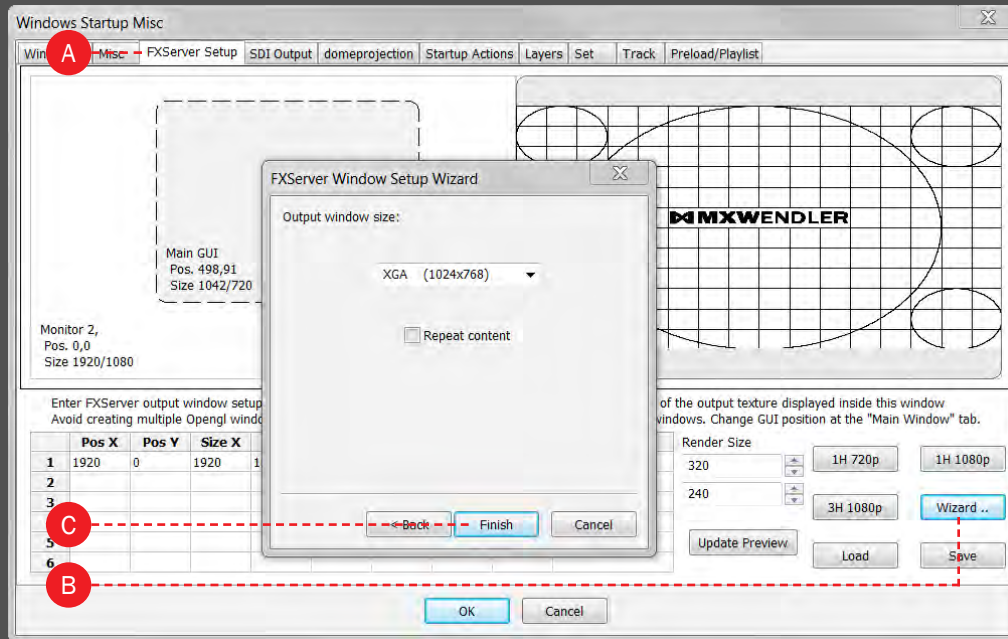 Windows Startup Misc
Win A Misc FXServer Setup SDI Output domeprojection Startup Actions Layers Set Track Preload/Playlist
FXServer Window Setup Wizard
Output window size:
MXWENDLER
Main GUI
Pos. 498,91
Size 1042/720
XGA (1024x768)
Repeat content
Monitor 2,
Pos. 0,0
Size 1920/1080
Enter FXServer output window setup of the output texture displayed inside this window
Avoid creating multiple Opengl windows. Change GUI position at the "Main Window" tab.
Pos X Pos Y Size X Render Size
1 1920 0 1920 320 1H 720p 1H 1080p
2
3 240 3H 1080p Wizard ..
C < Back Finish Cancel
5 Update Preview
6 Load Save
B
OK Cancel